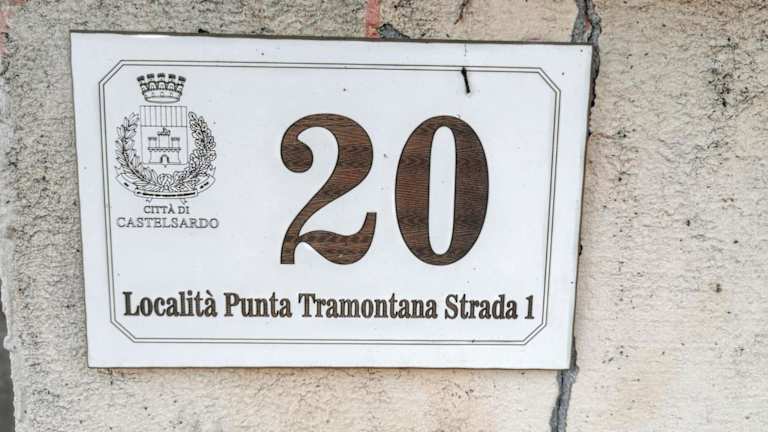 20
CITTÀ DI
CASTELSARDO
Località Punta Tramontana Strada 1